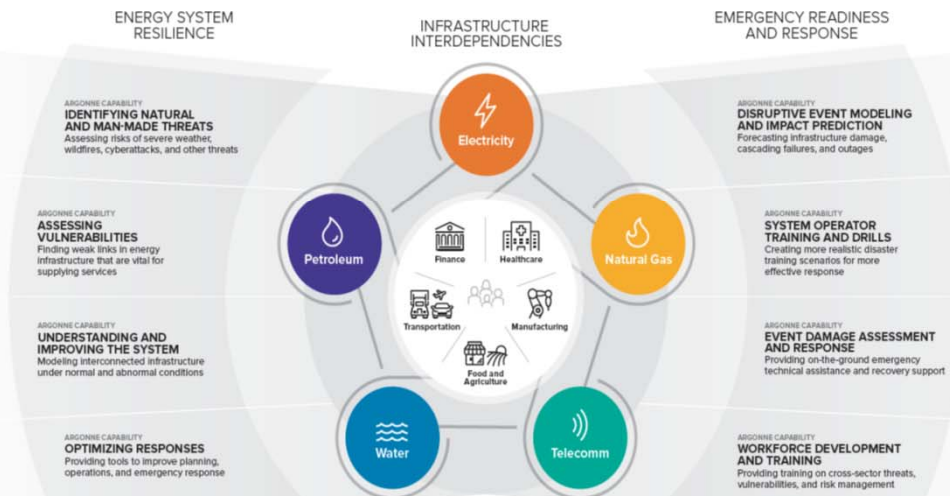 ENERGY SYSTEM
RESILIENCE
ARGONNE CAPABILITY
IDENTIFYING NATURAL
AND MAN-MADE THREATS
Assessing risks of severe weather,
wildfires, cyberattacks, and other threats
ARGONNE CAPABILITY
ASSESSING
VULNERABILITIES
Finding weak links in energy
infrastructure that are vital for
supplying services
ARGONNE CAPABILITY
UNDERSTANDING AND
IMPROVING THE SYSTEM
Modeling interconnected infrastructure
under normal and abnormal conditions
ARGONNE CAPABILITY
OPTIMIZING RESPONSES
Providing tools to improve planning,
operations, and emergency response
INFRASTRUCTURE
INTERDEPENDENCIES
Electricity
Petroleum
Natural Gas
Finance
Healthcare
Transportation
Manufacturing
Food and
Agriculture
Water
Telecomm
EMERGENCY READINESS
AND RESPONSE
ARGONNE CAPABILITY
DISRUPTIVE EVENT MODELING
AND IMPACT PREDICTION
Forecasting infrastructure damage,
cascading failures, and outages
ARGONNE CAPABILITY
SYSTEM OPERATOR
TRAINING AND DRILLS
Creating more realistic disaster
training scenarios for more
effective response
ARGONNE CAPABILITY
EVENT DAMAGE ASSESSMENT
AND RESPONSE
Providing on-the-ground emergency
technical assistance and recovery support
ARGONNE CAPABILITY
WORKFORCE DEVELOPMENT
AND TRAINING
Providing training on cross-sector threats,
vulnerabilities, and risk management